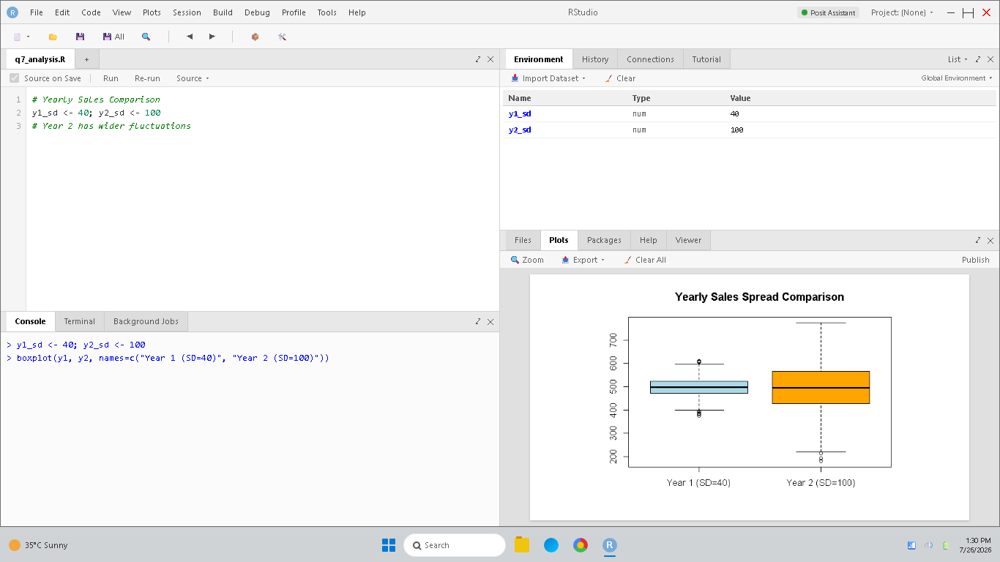 R File Edit Code View Plots Session Build Debug Profile Tools Help RStudio Posit Assistant Project: (None)
All
q7_analysis.R +
Source on Save Run Re-run Source
1 # Yearly Sales Comparison
2 y1_sd <- 40; y2_sd <- 100
3 # Year 2 has wider fluctuations
Console Terminal Background Jobs
> y1_sd <- 40; y2_sd <- 100
> boxplot(y1, y2, names=c("Year 1 (SD=40)", "Year 2 (SD=100)"))
Environment History Connections Tutorial List
Import Dataset Clear Global Environment
Name Type Value
y1_sd num 40
y2_sd num 100
Files Plots Packages Help Viewer
Zoom Export Clear All Publish
Yearly Sales Spread Comparison
700
600
500
400
300
200
Year 1 (SD=40) Year 2 (SD=100)
35°C Sunny Search R 1:30 PM
7/26/2026